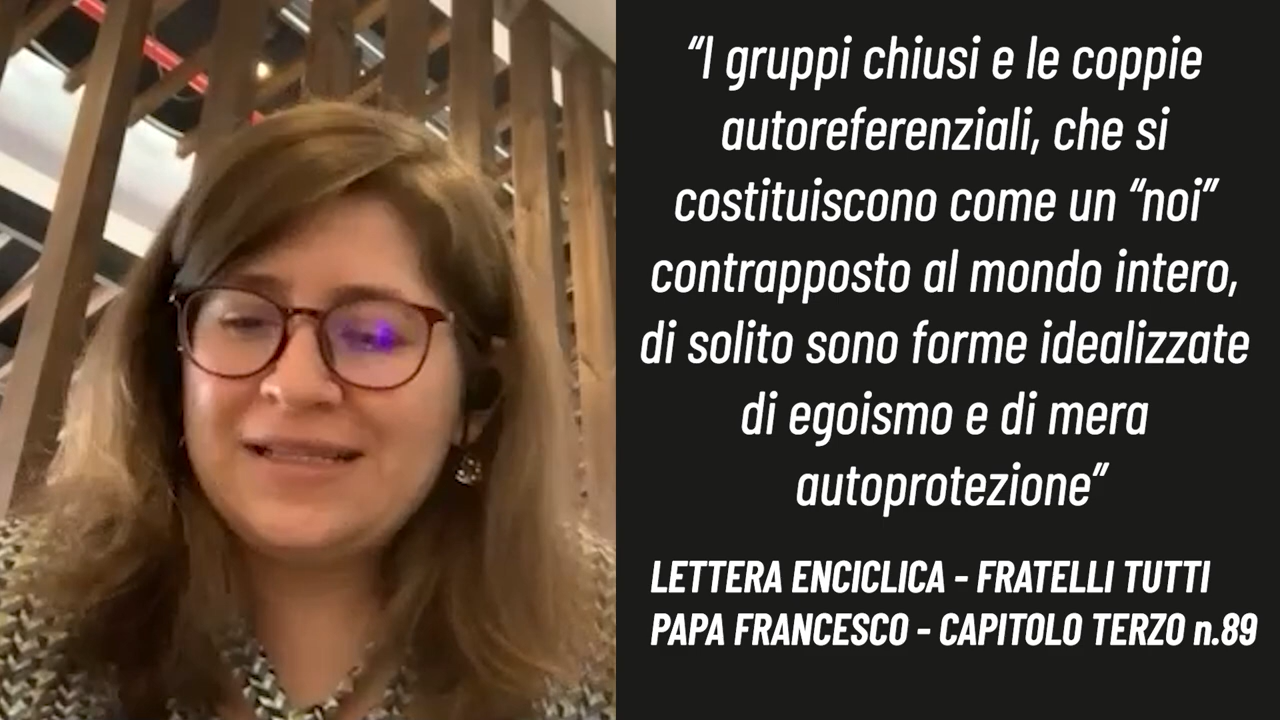 “I gruppi chiusi e le coppie
autoreferenziali, che si
costituiscono come un “noi”
contrapposto al mondo intero,
di solito sono forme idealizzate
di egoismo e di mera
autoprotezione”
LETTERA ENCICLICA - FRATELLI TUTTI
PAPA FRANCESCO - CAPITOLO TERZO n.89